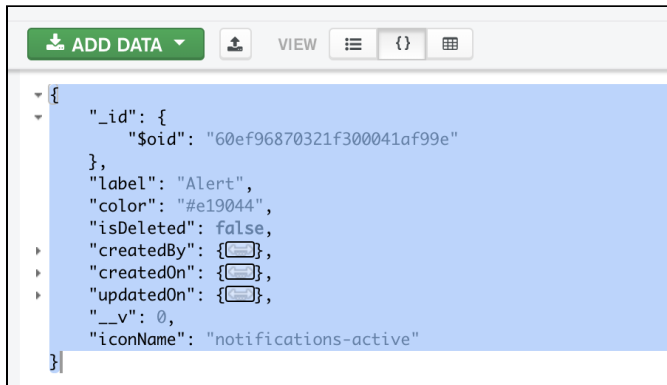 ADD DATA VIEW {}
{
"_id": {
"$oid": "60ef96870321f300041af99e"
},
"label": "Alert",
"color": "#e19044",
"isDeleted": false,
"createdBy": {},
"createdOn": {},
"updatedOn": {},
"__v": 0,
"iconName": "notifications-active"
}